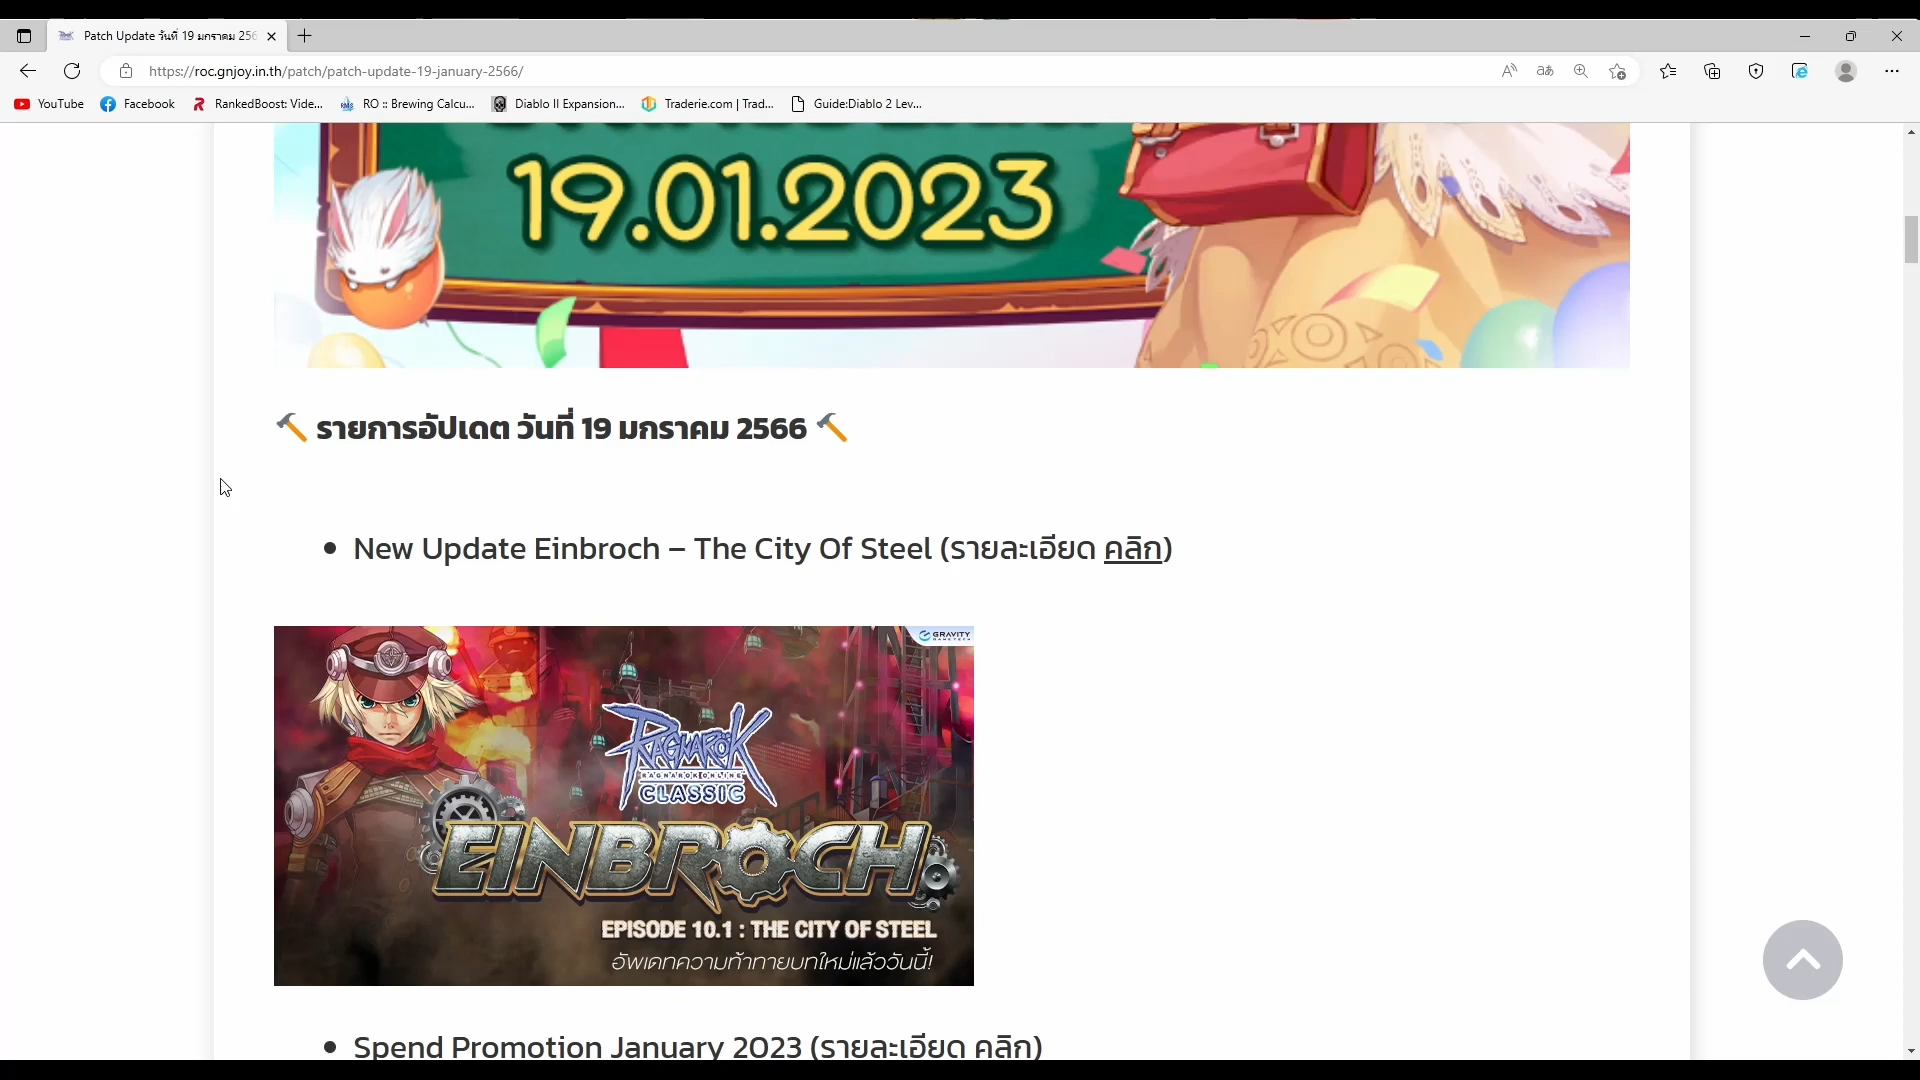 Patch Update วันที่ 19 มกราคม 256
https://roc.gnjoy.in.th/patch/patch-update-19-january-2566/
YouTube
Facebook
RankedBoost: Vide...
RO :: Brewing Calcu...
Diablo II Expansion...
Traderie.com | Trad...
Guide:Diablo 2 Lev...
19.01.2023
รายการอัปเดต วันที่ 19 มกราคม 2566
New Update Einbroch – The City Of Steel (รายละเอียด คลิก)
GRAVITY
GAMETECH
RAGNARÖK
RAGNAROK ONLINE
CLASSIC
EINBROCH
EPISODE 10.1 : THE CITY OF STEEL
อัพเดทความท้าทายบทใหม่แล้ววันนี้!
Spend Promotion January 2023 (รายละเอียด คลิก)